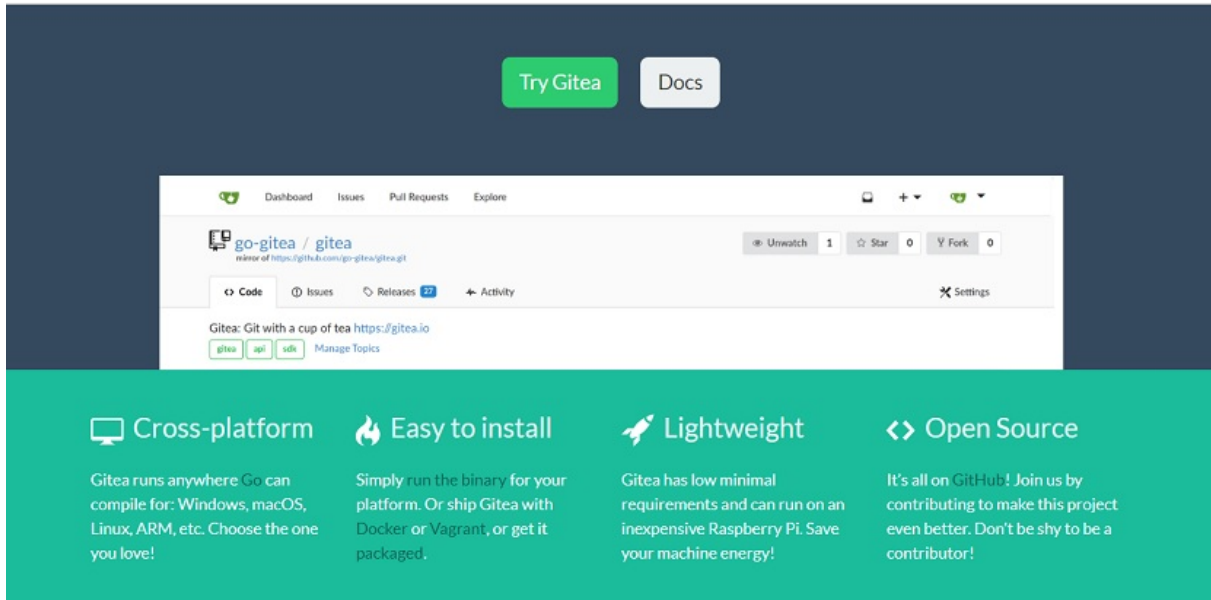 Try Gitea
Docs
Dashboard Issues Pull Requests Explore
go-gitea / gitea
mirror of https://github.com/go-gitea/gitea.git
Unwatch 1 Star 0 Fork 0
Code Issues Releases 27 Activity Settings
Gitea: Git with a cup of tea https://gitea.io
gitea api sdk Manage Topics
Cross-platform
Gitea runs anywhere Go can
compile for: Windows, macOS,
Linux, ARM, etc. Choose the one
you love!
Easy to install
Simply run the binary for your
platform. Or ship Gitea with
Docker or Vagrant, or get it
packaged.
Lightweight
Gitea has low minimal
requirements and can run on an
inexpensive Raspberry Pi. Save
your machine energy!
Open Source
It's all on GitHub! Join us by
contributing to make this project
even better. Don't be shy to be a
contributor!